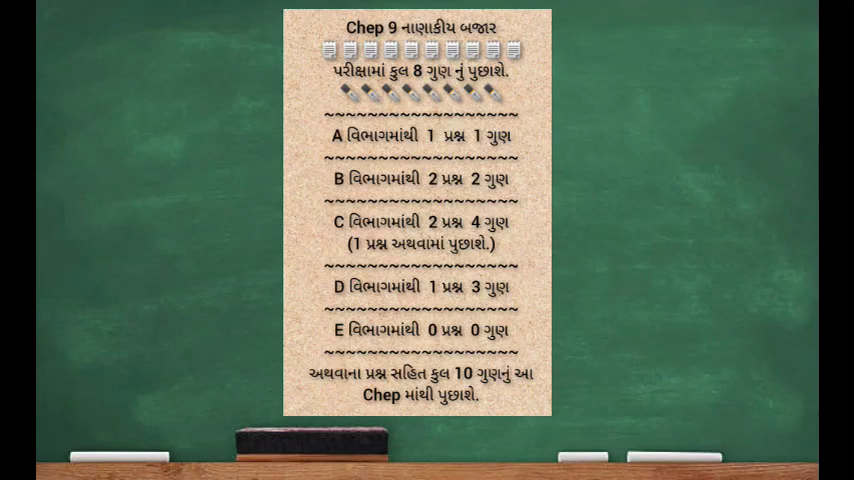 Chep 9 નાણાકીય બજાર
પરીક્ષામાં કુલ 8 ગુણ નું પુછાશે.
~~~~~~~~~~~~~~~~~~
A વિભાગમાંથી 1 પ્રશ્ન 1 ગુણ
~~~~~~~~~~~~~~~~~~
B વિભાગમાંથી 2 પ્રશ્ન 2 ગુણ
~~~~~~~~~~~~~~~~~~
C વિભાગમાંથી 2 પ્રશ્ન 4 ગુણ
(1 પ્રશ્ન અથવામાં પુછાશે.)
~~~~~~~~~~~~~~~~~~
D વિભાગમાંથી 1 પ્રશ્ન 3 ગુણ
~~~~~~~~~~~~~~~~~~
E વિભાગમાંથી 0 પ્રશ્ન 0 ગુણ
~~~~~~~~~~~~~~~~~~
અથવાના પ્રશ્ન સહિત કુલ 10 ગુણનું આ
Chep માંથી પુછાશે.